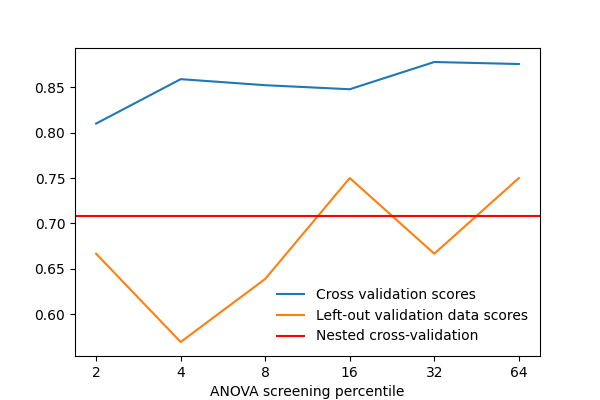 0.85
0.80
0.75
0.70
0.65
0.60
Cross validation scores
Left-out validation data scores
Nested cross-validation
2 4 8 16 32 64
ANOVA screening percentile